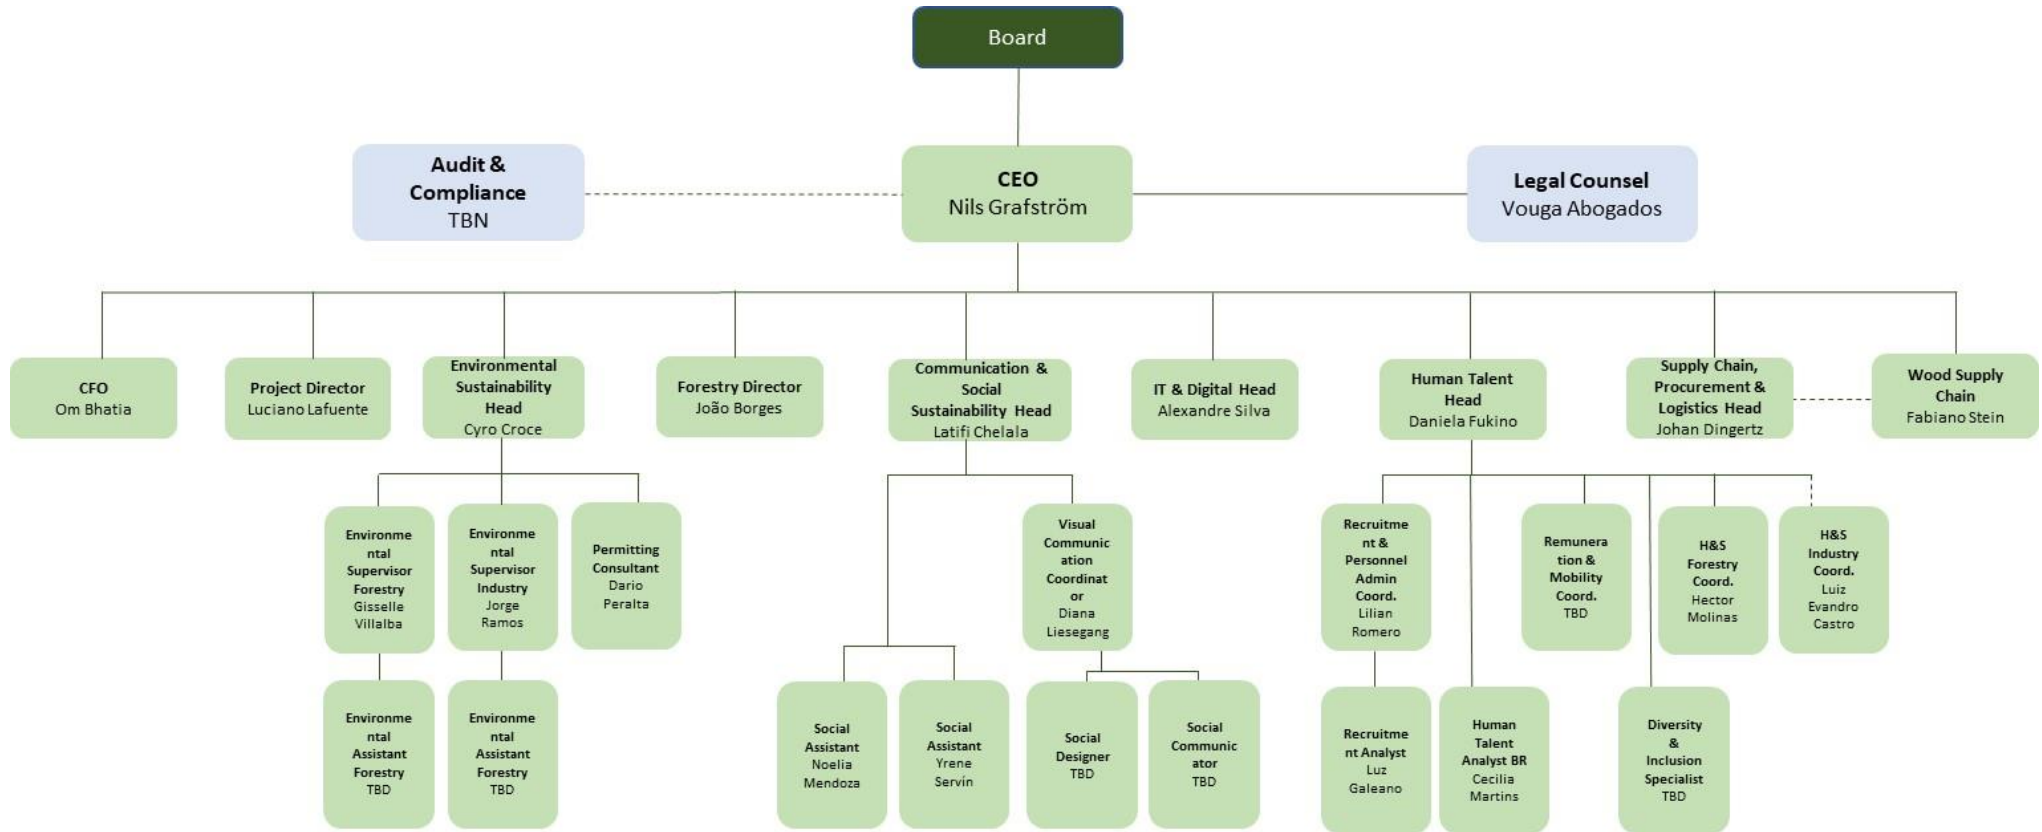 Board
Audit &
Compliance
TBN
CEO
Nils Grafström
Legal Counsel
Vouga Abogados
CFO
Om Bhatia
Project Director
Luciano Lafuente
Environmental
Sustainability
Head
Cyro Croce
Forestry Director
João Borges
Communication &
Social
Sustainability Head
Latifi Chelala
IT & Digital Head
Alexandre Silva
Human Talent
Head
Daniela Fukino
Supply Chain,
Procurement &
Logistics Head
Johan Dingertz
Wood Supply
Chain
Fabiano Stein
Environme
ntal
Supervisor
Forestry
Gisselle
Villalba
Environme
ntal
Supervisor
Industry
Jorge
Ramos
Permitting
Consultant
Dario
Peralta
Visual
Communic
ation
Coordinat
or
Diana
Liesegang
Recruitme
nt &
Personnel
Admin
Coord.
Lilian
Romero
Remunera
tion &
Mobility
Coord.
TBD
H&S
Forestry
Coord.
Hector
Molinas
H&S
Industry
Coord.
Luiz
Evandro
Castro
Environme
ntal
Assistant
Forestry
TBD
Environme
ntal
Assistant
Forestry
TBD
Social
Assistant
Noelia
Mendoza
Social
Assistant
Yrene
Servín
Social
Designer
TBD
Social
Communic
ator
TBD
Recruitme
nt Analyst
Luz
Galeano
Human
Talent
Analyst BR
Cecilia
Martins
Diversity
&
Inclusion
Specialist
TBD